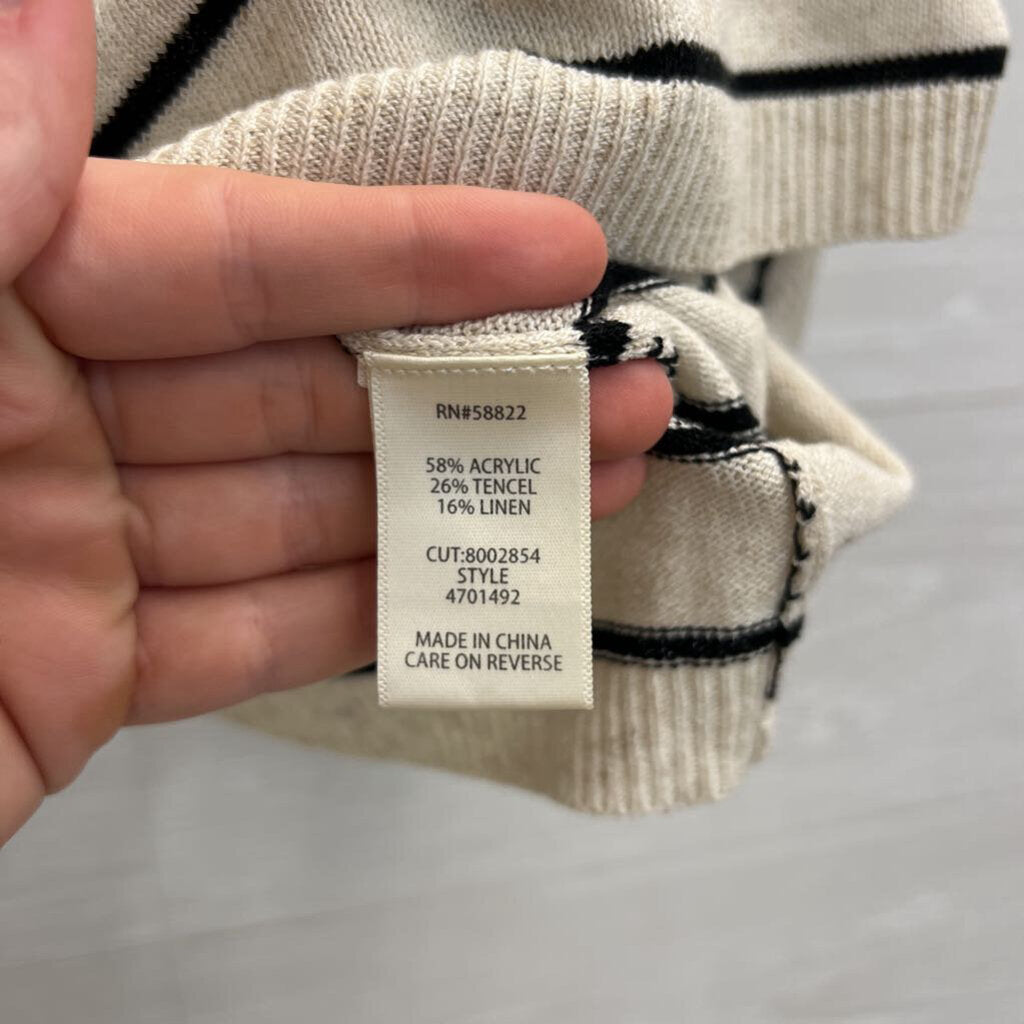 RN#58822
58% ACRYLIC
26% TENCEL
16% LINEN
CUT:8002854
STYLE
4701492
MADE IN CHINA
CARE ON REVERSE